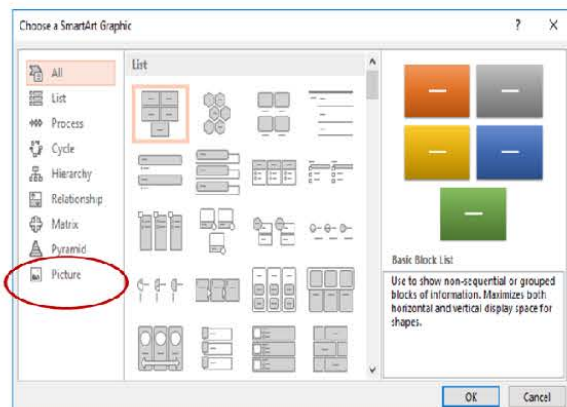 Choose a SmartArt Graphic
?
All
List
Process
Cycle
Hierarchy
Relationship
Matrix
Pyramid
Picture
List
Basic Block List
Use to show non-sequential or grouped
blocks of information. Maximizes both
horizontal and vertical display space for
shapes.
OK
Cancel